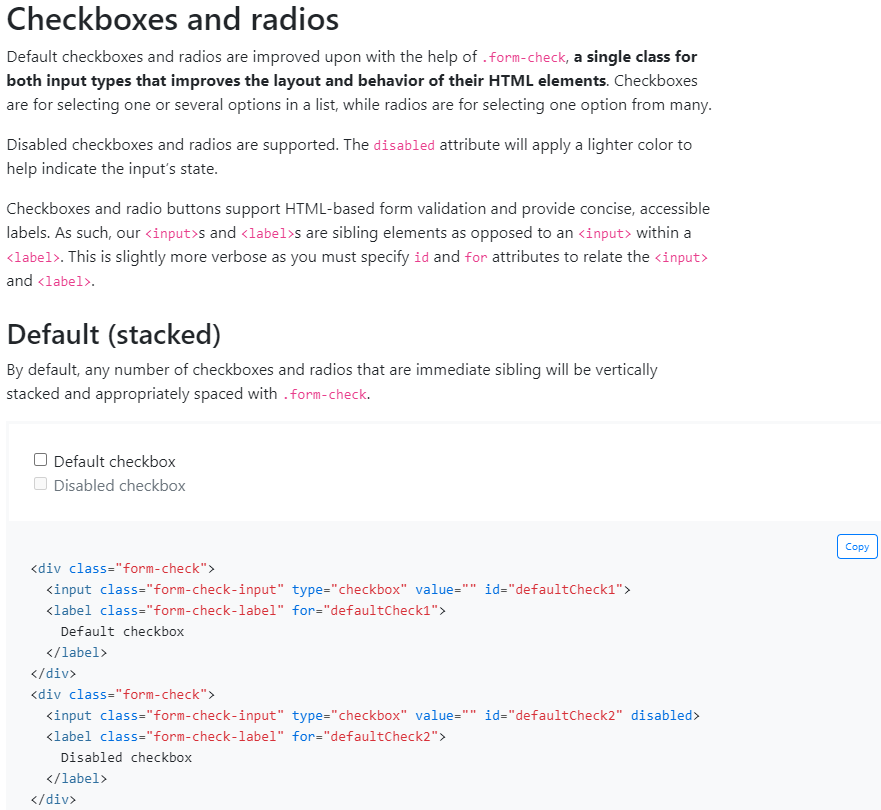 Checkboxes and radios
Default checkboxes and radios are improved upon with the help of .form-check, a single class for
both input types that improves the layout and behavior of their HTML elements. Checkboxes
are for selecting one or several options in a list, while radios are for selecting one option from many.
Disabled checkboxes and radios are supported. The disabled attribute will apply a lighter color to
help indicate the input's state.
Checkboxes and radio buttons support HTML-based form validation and provide concise, accessible
labels. As such, our <input>s and <label>s are sibling elements as opposed to an <input> within a
<label>. This is slightly more verbose as you must specify id and for attributes to relate the <input>
and <label>.
Default (stacked)
By default, any number of checkboxes and radios that are immediate sibling will be vertically
stacked and appropriately spaced with .form-check.
Default checkbox
Disabled checkbox
Copy
<div class="form-check">
  <input class="form-check-input" type="checkbox" value="" id="defaultCheck1">
  <label class="form-check-label" for="defaultCheck1">
    Default checkbox
  </label>
</div>
<div class="form-check">
  <input class="form-check-input" type="checkbox" value="" id="defaultCheck2" disabled>
  <label class="form-check-label" for="defaultCheck2">
    Disabled checkbox
  </label>
</div>